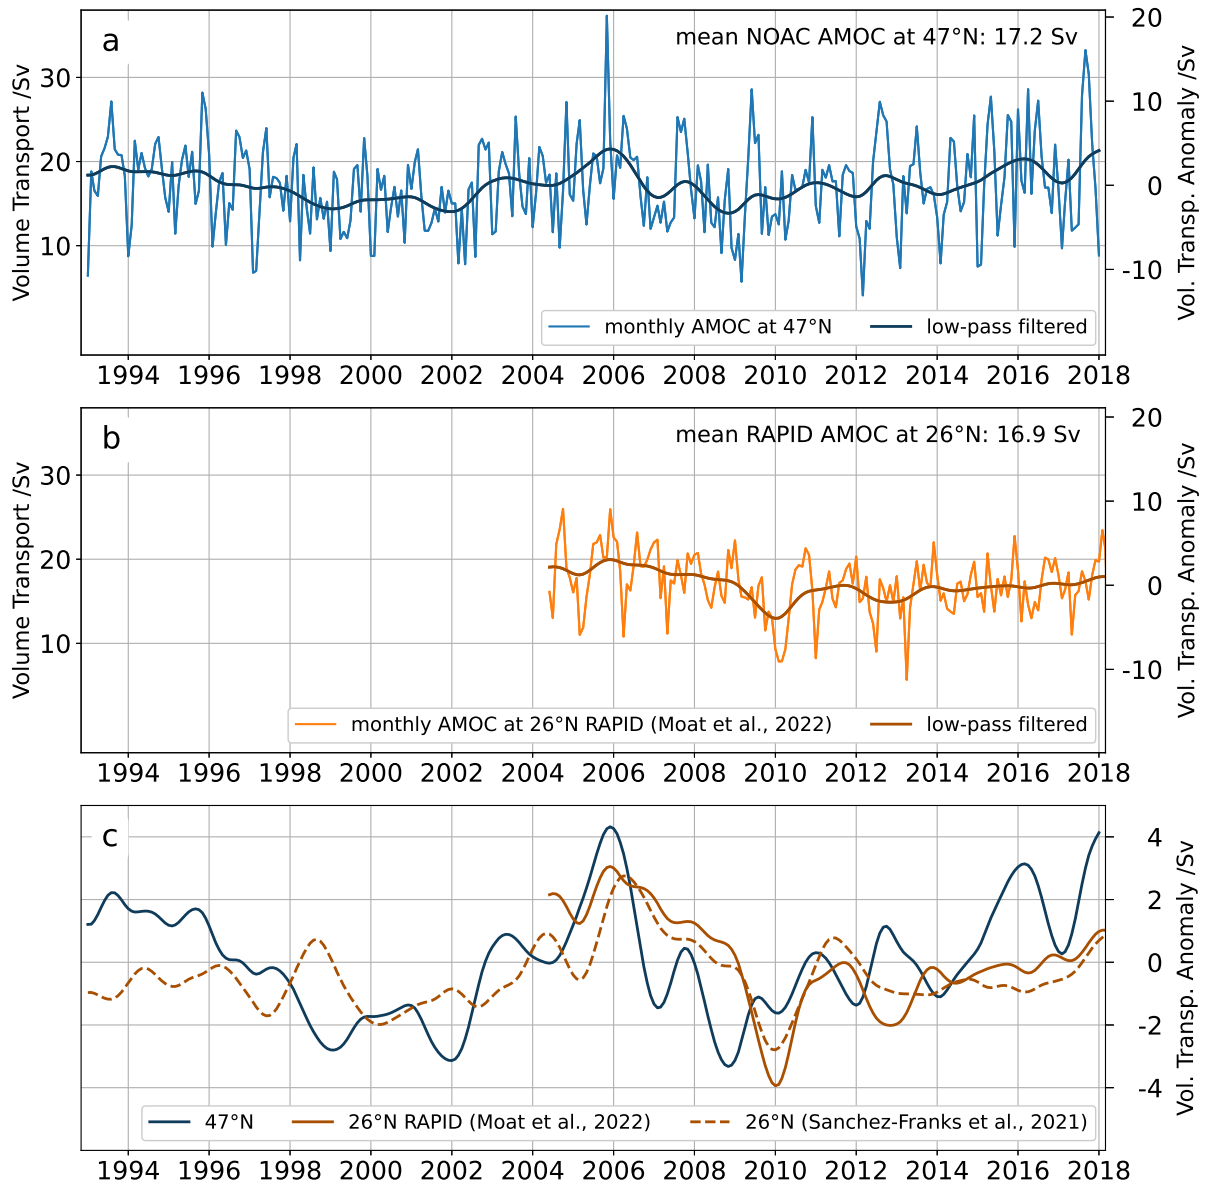 a
mean NOAC AMOC at 47°N: 17.2 Sv
Volume Transport /Sv
30
20
10
20
10
0
-10
Vol. Transp. Anomaly /Sv
monthly AMOC at 47°N low-pass filtered
1994 1996 1998 2000 2002 2004 2006 2008 2010 2012 2014 2016 2018
b
mean RAPID AMOC at 26°N: 16.9 Sv
Volume Transport /Sv
30
20
10
20
10
0
-10
Vol. Transp. Anomaly /Sv
monthly AMOC at 26°N RAPID (Moat et al., 2022) low-pass filtered
1994 1996 1998 2000 2002 2004 2006 2008 2010 2012 2014 2016 2018
c
4
2
0
-2
-4
Vol. Transp. Anomaly /Sv
47°N 26°N RAPID (Moat et al., 2022) 26°N (Sanchez-Franks et al., 2021)
1994 1996 1998 2000 2002 2004 2006 2008 2010 2012 2014 2016 2018